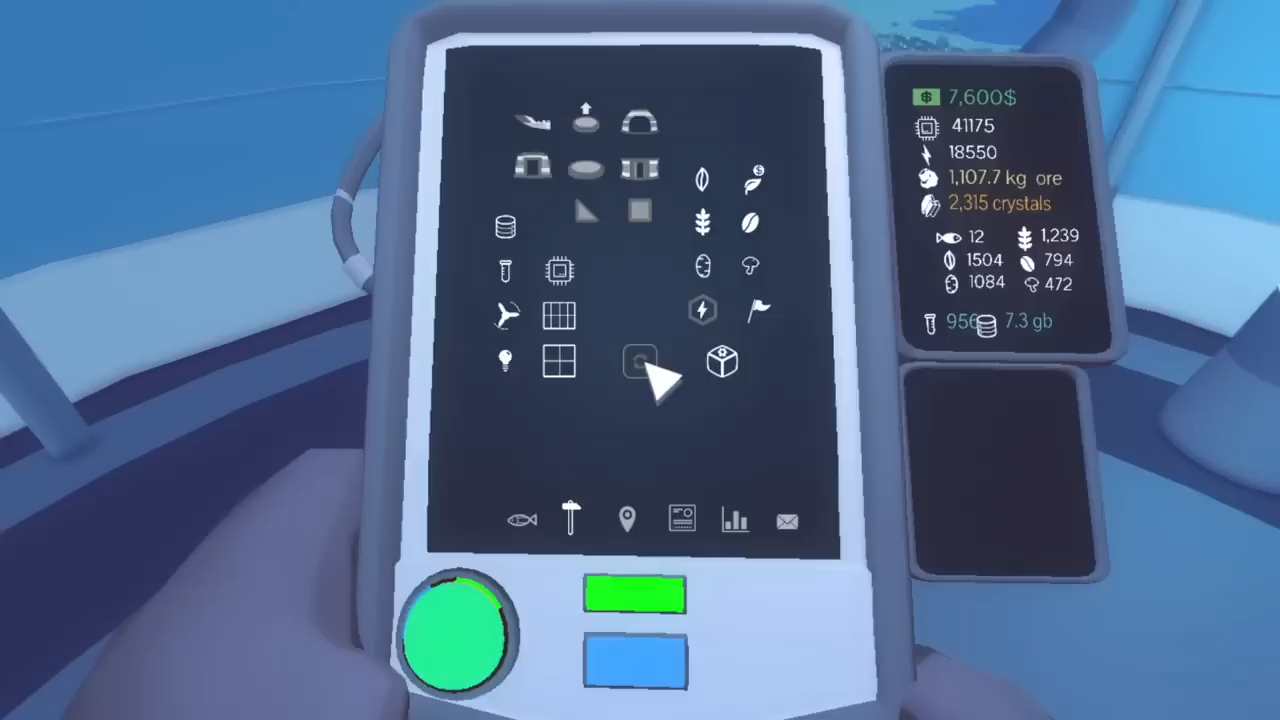 7,600$
41175
18550
1,107.7 kg ore
2,315 crystals
12 1,239
1504 794
1084 472
956 7.3 gb